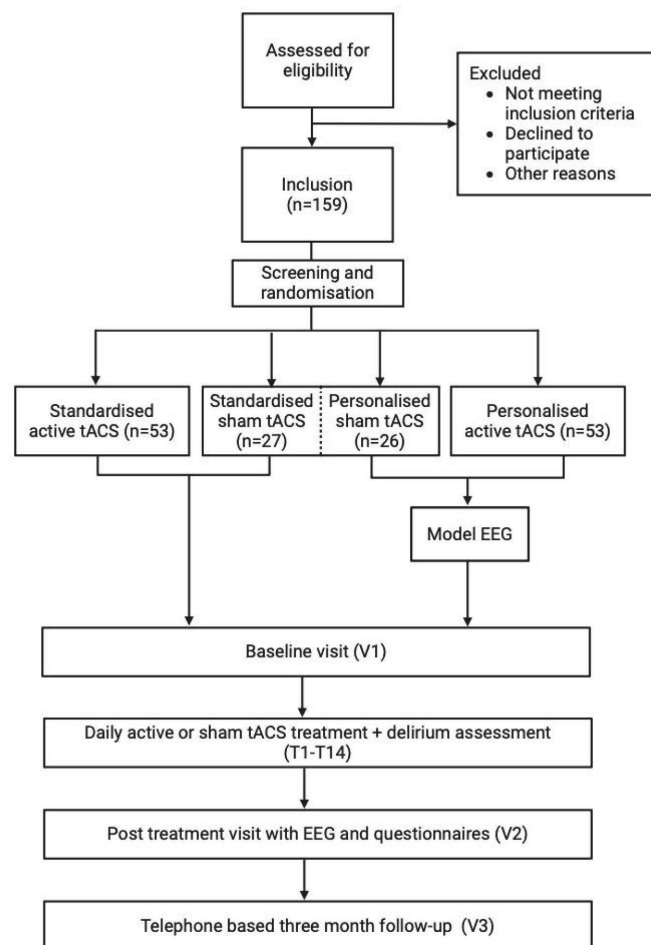 Assessed for
eligibility
Excluded
• Not meeting
inclusion criteria
• Declined to
participate
• Other reasons
Inclusion
(n=159)
Screening and
randomisation
Standardised
active tACS (n=53)
Standardised
sham tACS
(n=27)
Personalised
sham tACS
(n=26)
Personalised
active tACS (n=53)
Model EEG
Baseline visit (V1)
Daily active or sham tACS treatment + delirium assessment
(T1-T14)
Post treatment visit with EEG and questionnaires (V2)
Telephone based three month follow-up (V3)